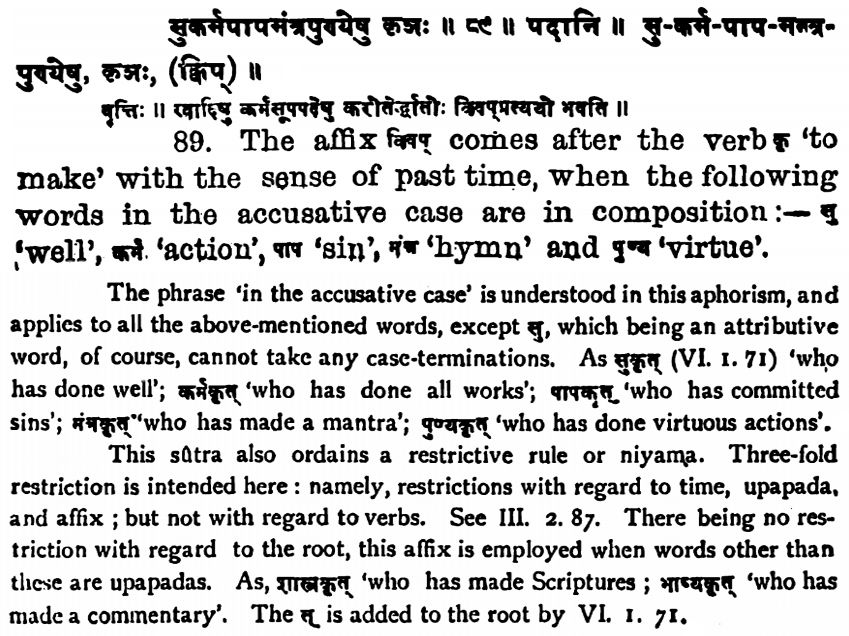 सुकर्मपापमंत्रपुण्येषु कृञः ॥ ८९ ॥ पदानि ॥ सु-कर्म-पाप-मन्त्र-
पुण्येषु, कृञः, (क्विप्) ॥
वृत्तिः ॥ स्वादिषु कर्मसूपपदेषु करोतेर्द्धातोः क्विप्प्रत्ययो भवति ॥
89. The affix क्विप् comes after the verb कृ ‘to
make’ with the sense of past time, when the following
words in the accusative case are in composition :— सु
‘well’, कर्म ‘action’, पाप ‘sin’, मंत्र ‘hymn’ and पुण्य ‘virtue’.
The phrase ‘in the accusative case’ is understood in this aphorism, and
applies to all the above-mentioned words, except सु, which being an attributive
word, of course, cannot take any case-terminations. As सुकृत् (VI. 1. 71) ‘who
has done well’; कर्मकृत् ‘who has done all works’; पापकृत् ‘who has committed
sins’; मंत्रकृत् ‘who has made a mantra’; पुण्यकृत् ‘who has done virtuous actions’.
This sûtra also ordains a restrictive rule or niyama. Three-fold
restriction is intended here : namely, restrictions with regard to time, upapada,
and affix ; but not with regard to verbs. See III. 2. 87. There being no res-
triction with regard to the root, this affix is employed when words other than
these are upapadas. As, शास्त्रकृत् ‘who has made Scriptures ; भाष्यकृत् ‘who has
made a commentary’. The त् is added to the root by VI. 1. 71.